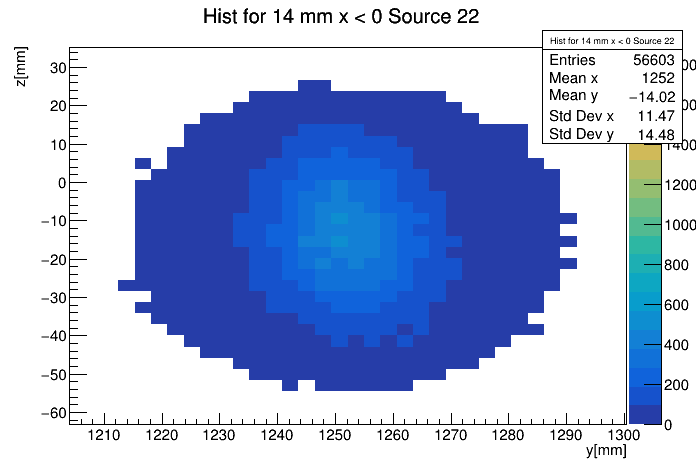 Hist for 14 mm x < 0 Source 22
Hist for 14 mm x < 0 Source 22
Entries 56603
Mean x 1252
Mean y −14.02
Std Dev x 11.47
Std Dev y 14.48
z[mm]
30
20
10
0
−10
−20
−30
−40
−50
−60
1210 1220 1230 1240 1250 1260 1270 1280 1290 1300
y[mm]
1400
1200
1000
800
600
400
200
0